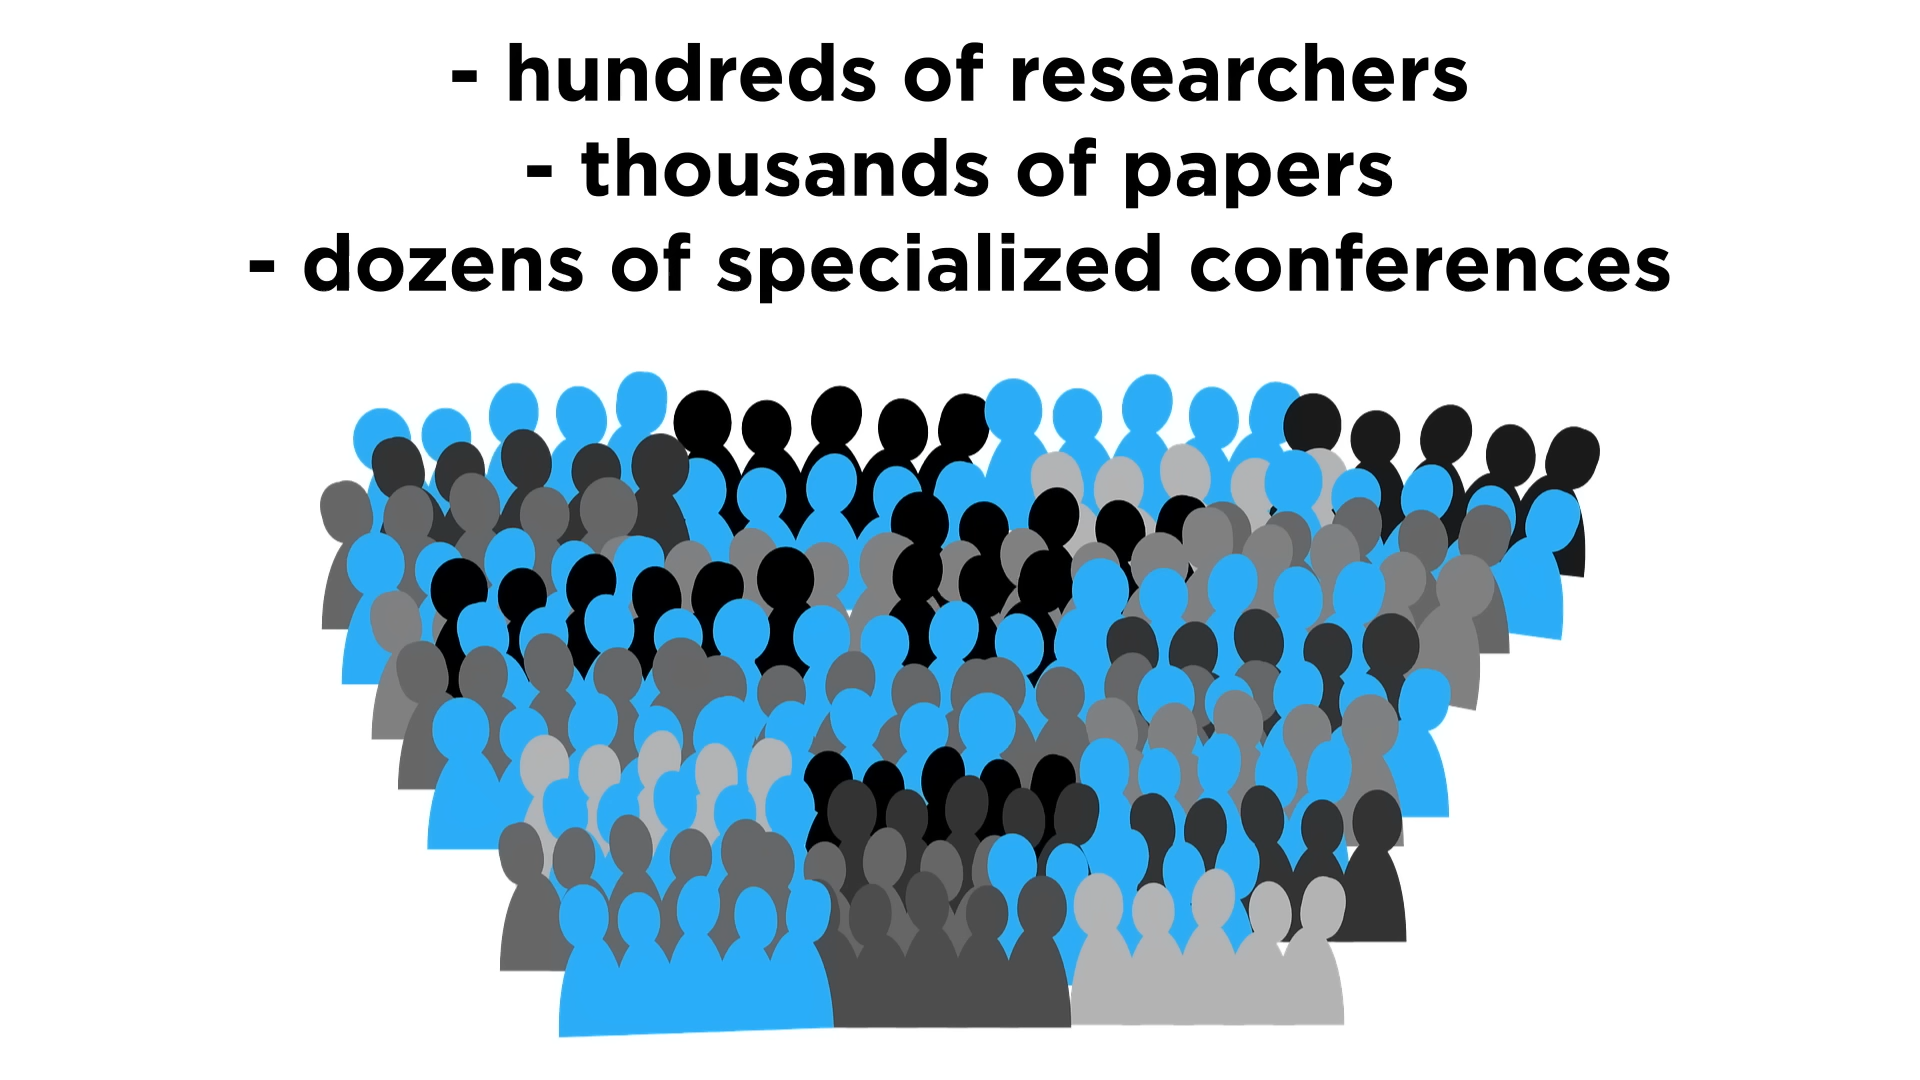 - hundreds of researchers
- thousands of papers
- dozens of specialized conferences